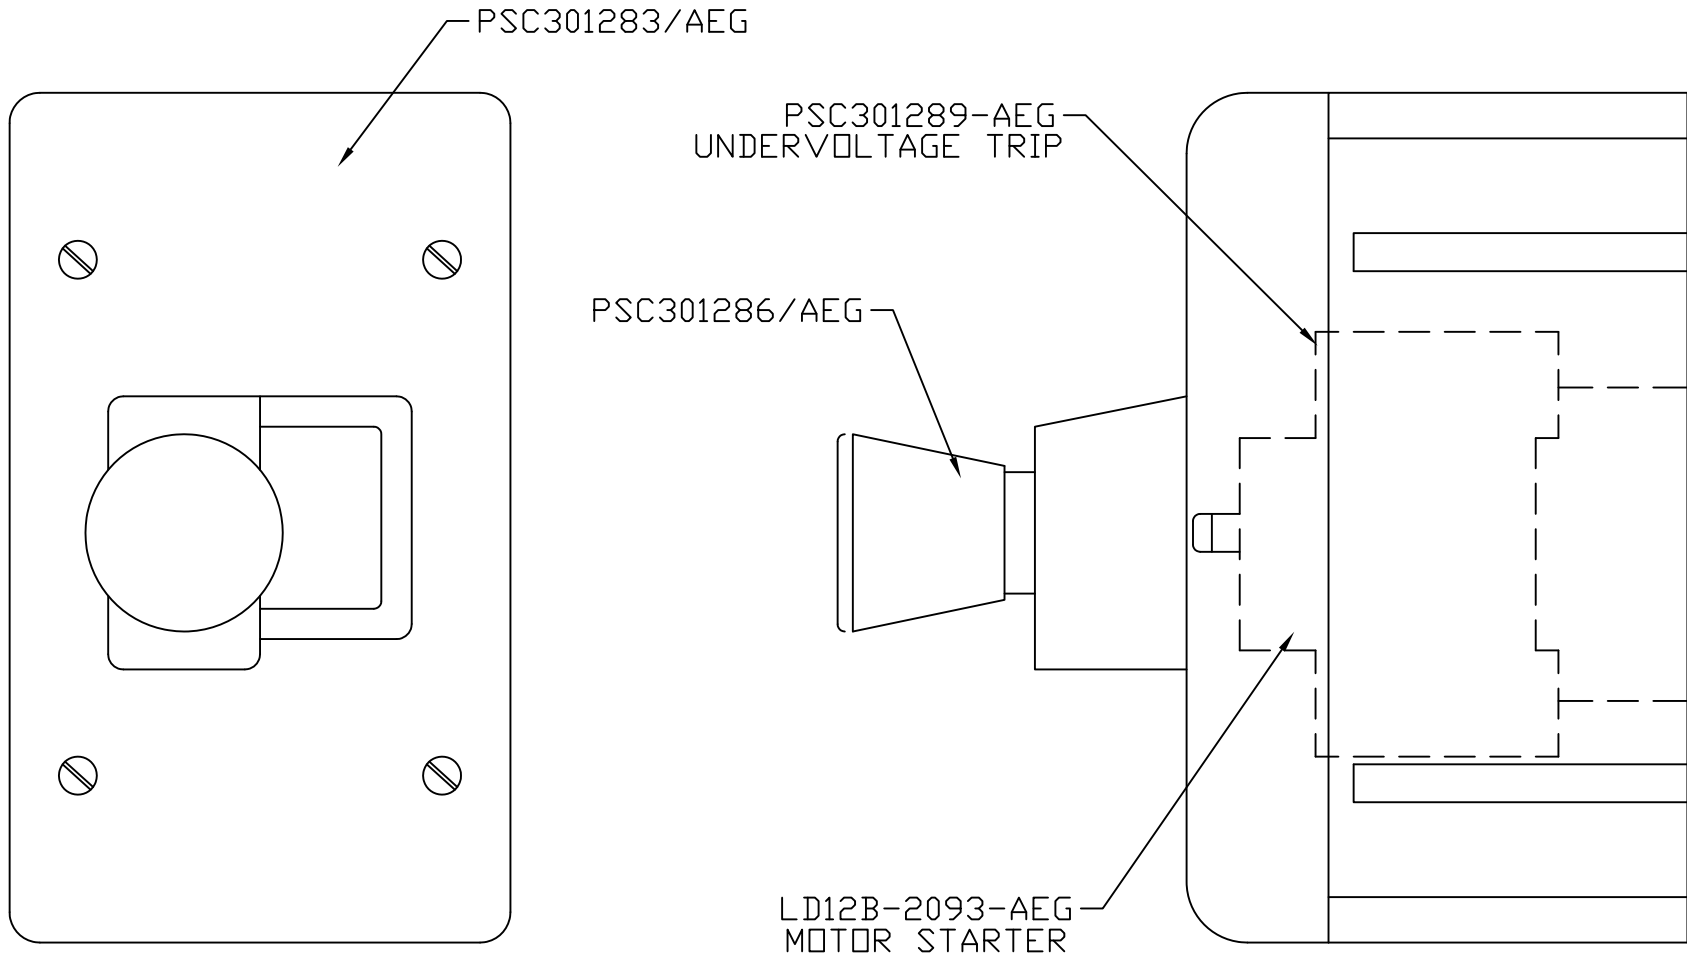 PSC301283/AEG
PSC301289-AEG
UNDERVOLTAGE TRIP
PSC301286/AEG
LD12B-2093-AEG
MOTOR STARTER